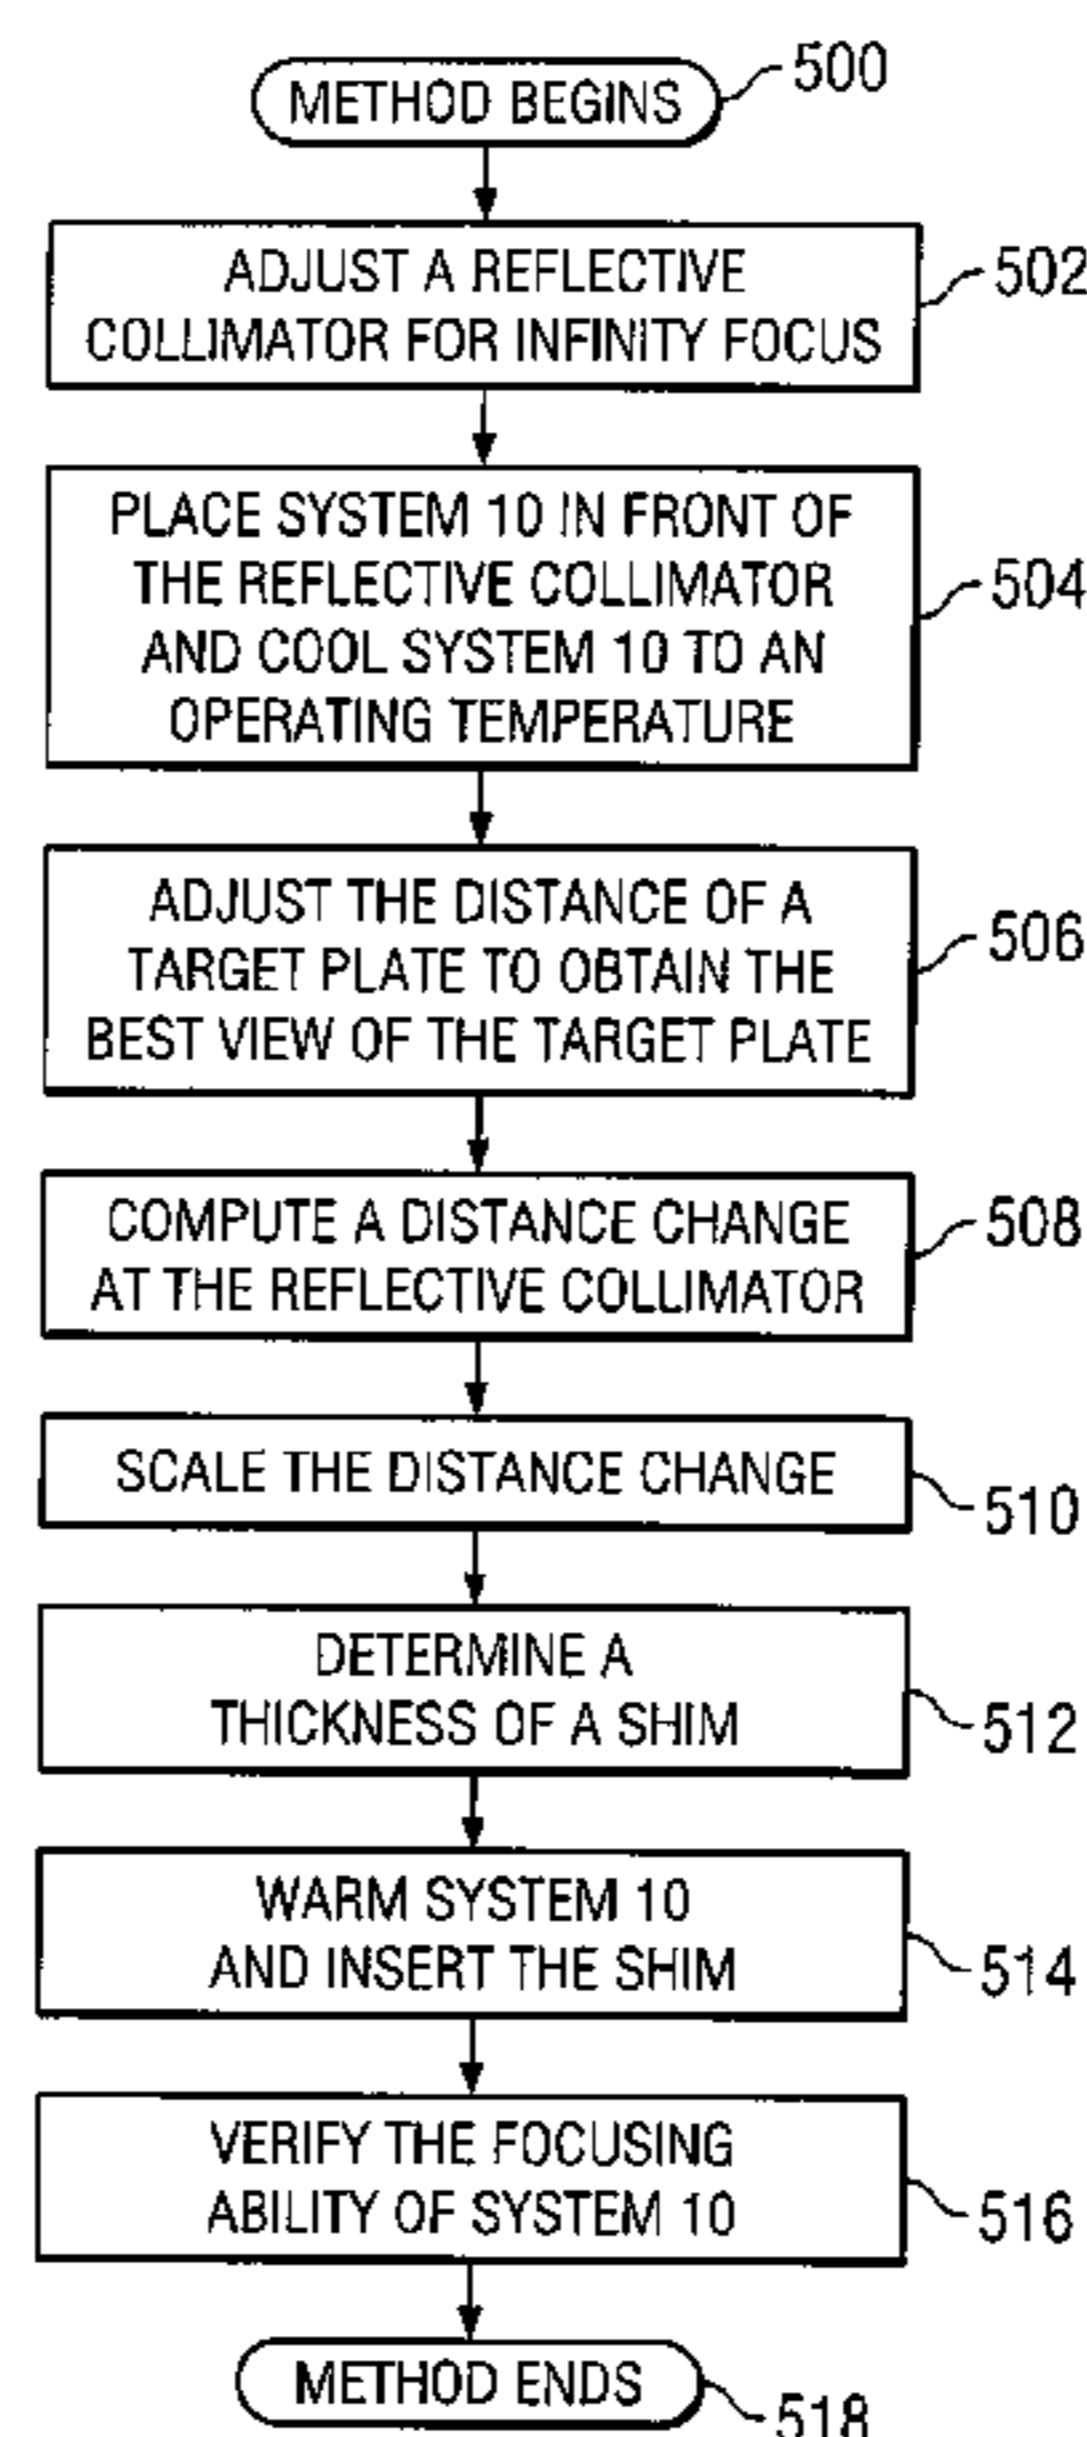 METHOD BEGINS
500
ADJUST A REFLECTIVE
COLLIMATOR FOR INFINITY FOCUS
502
PLACE SYSTEM 10 IN FRONT OF
THE REFLECTIVE COLLIMATOR
AND COOL SYSTEM 10 TO AN
OPERATING TEMPERATURE
504
ADJUST THE DISTANCE OF A
TARGET PLATE TO OBTAIN THE
BEST VIEW OF THE TARGET PLATE
506
COMPUTE A DISTANCE CHANGE
AT THE REFLECTIVE COLLIMATOR
508
SCALE THE DISTANCE CHANGE
510
DETERMINE A
THICKNESS OF A SHIM
512
WARM SYSTEM 10
AND INSERT THE SHIM
514
VERIFY THE FOCUSING
ABILITY OF SYSTEM 10
516
METHOD ENDS
518